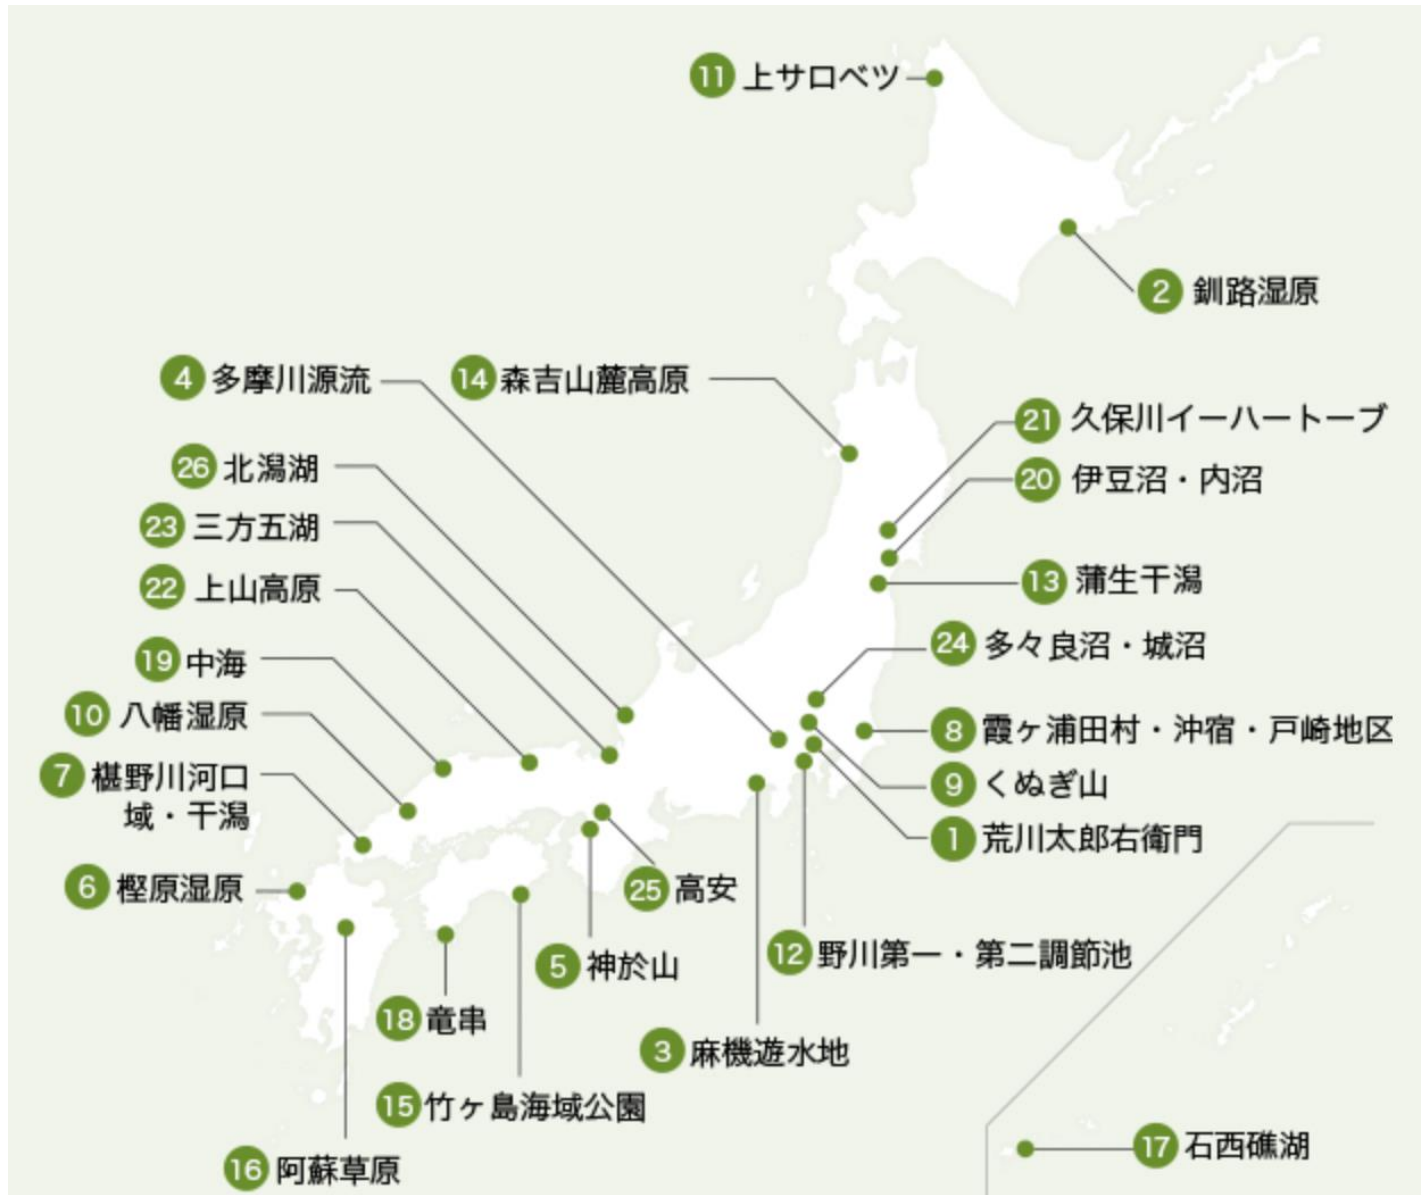 11 上サロベツ
2 釧路湿原
4 多摩川源流
14 森吉山麓高原
21 久保川イーハートーブ
26 北潟湖
20 伊豆沼・内沼
23 三方五湖
22 上山高原
13 蒲生干潟
24 多々良沼・城沼
19 中海
10 八幡湿原
8 霞ヶ浦田村・沖宿・戸崎地区
7 椹野川河口
域・干潟
9 くぬぎ山
1 荒川太郎右衛門
6 樫原湿原
25 高安
12 野川第一・第二調節池
5 神於山
18 竜串
3 麻機遊水地
15 竹ヶ島海域公園
17 石西礁湖
16 阿蘇草原